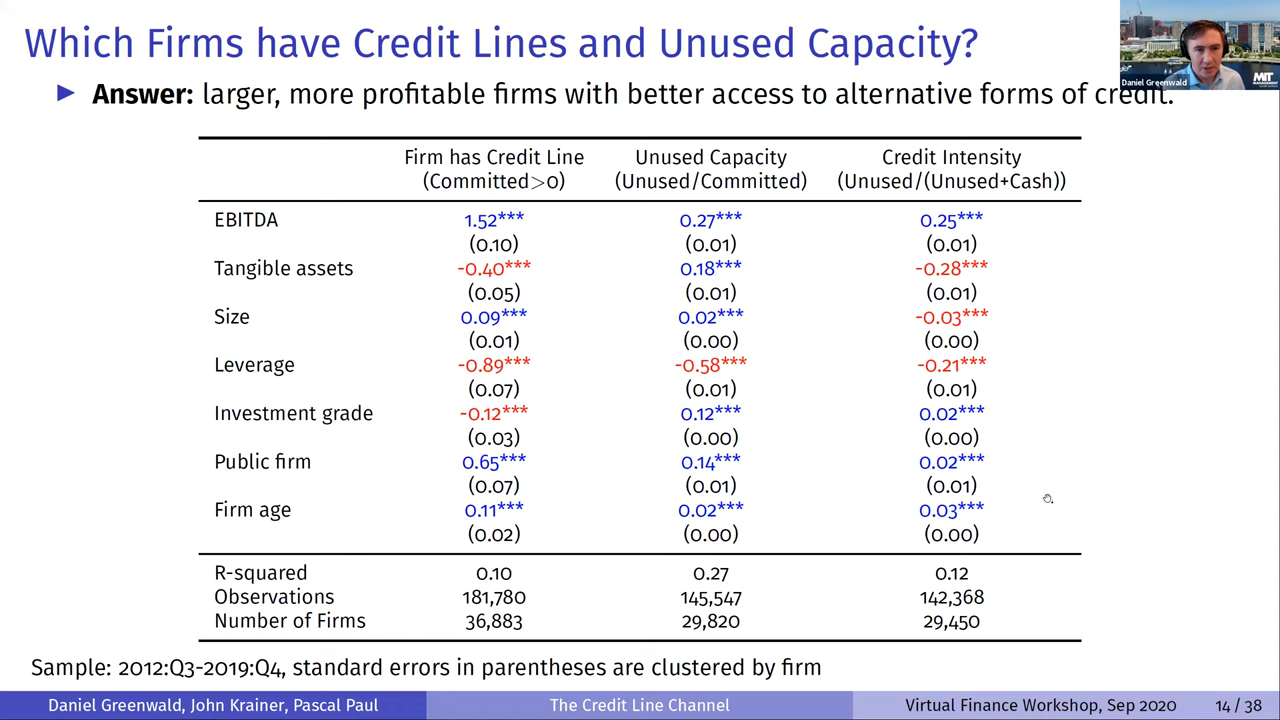 Which Firms have Credit Lines and Unused Capacity?
Daniel Greenwald
MIT
MANAGEMENT
▶ Answer: larger, more profitable firms with better access to alternative forms of credit.
Firm has Credit Line Unused Capacity Credit Intensity
(Committed>0) (Unused/Committed) (Unused/(Unused+Cash))
EBITDA 1.52*** 0.27*** 0.25***
(0.10) (0.01) (0.01)
Tangible assets -0.40*** 0.18*** -0.28***
(0.05) (0.01) (0.01)
Size 0.09*** 0.02*** -0.03***
(0.01) (0.00) (0.00)
Leverage -0.89*** -0.58*** -0.21***
(0.07) (0.01) (0.01)
Investment grade -0.12*** 0.12*** 0.02***
(0.03) (0.00) (0.00)
Public firm 0.65*** 0.14*** 0.02***
(0.07) (0.01) (0.01)
Firm age 0.11*** 0.02*** 0.03***
(0.02) (0.00) (0.00)
R-squared 0.10 0.27 0.12
Observations 181,780 145,547 142,368
Number of Firms 36,883 29,820 29,450
Sample: 2012:Q3-2019:Q4, standard errors in parentheses are clustered by firm
Daniel Greenwald, John Krainer, Pascal Paul The Credit Line Channel Virtual Finance Workshop, Sep 2020 14 / 38